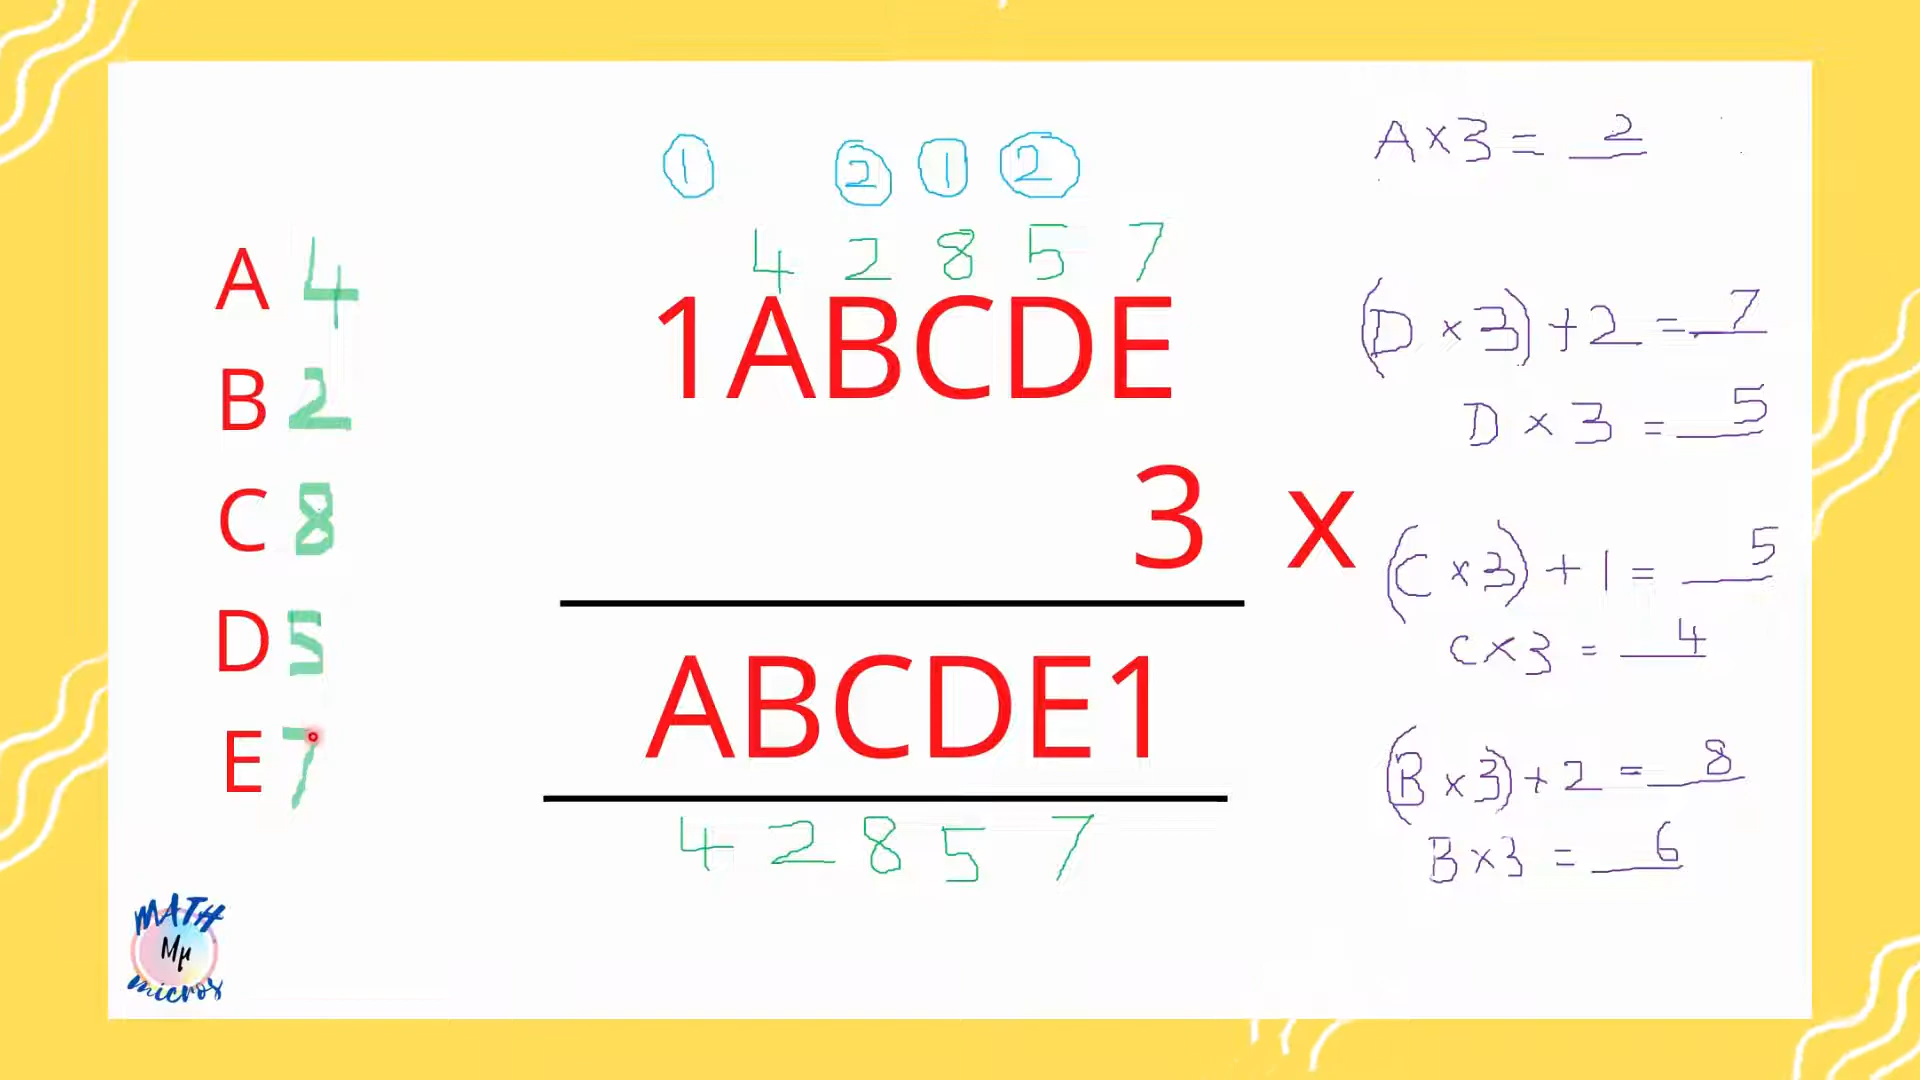 A 4
B 2
C 8
D 5
E 7
1 2 1 2
4 2 8 5 7
1ABCDE
3 x
ABCDE1
4 2 8 5 7
A x 3 = 2
(D x 3) + 2 = 7
D x 3 = 5
(C x 3) + 1 = 5
C x 3 = 4
(B x 3) + 2 = 8
B x 3 = 6
MATH
Mμ
micros